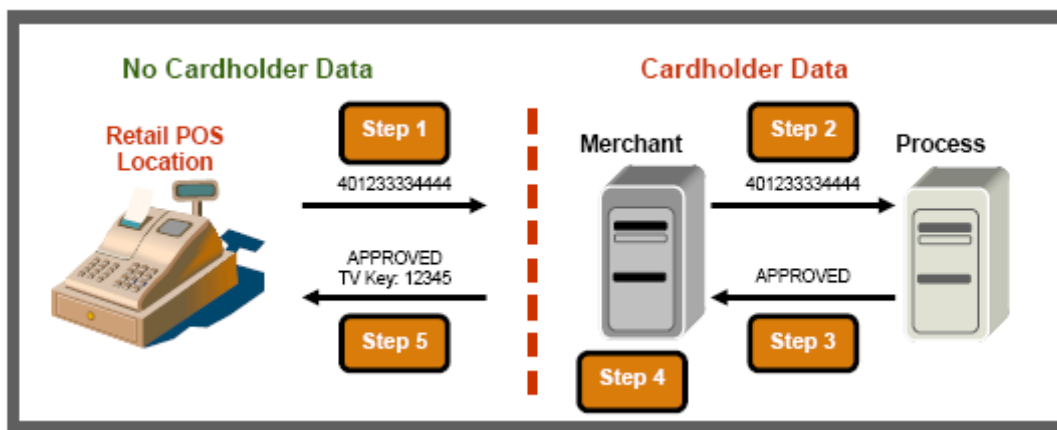 No Cardholder Data
Cardholder Data
Retail POS
Location
Step 1
401233334444
APPROVED
TV Key: 12345
Step 5
Merchant
Step 2
Process
401233334444
APPROVED
Step 3
Step 4